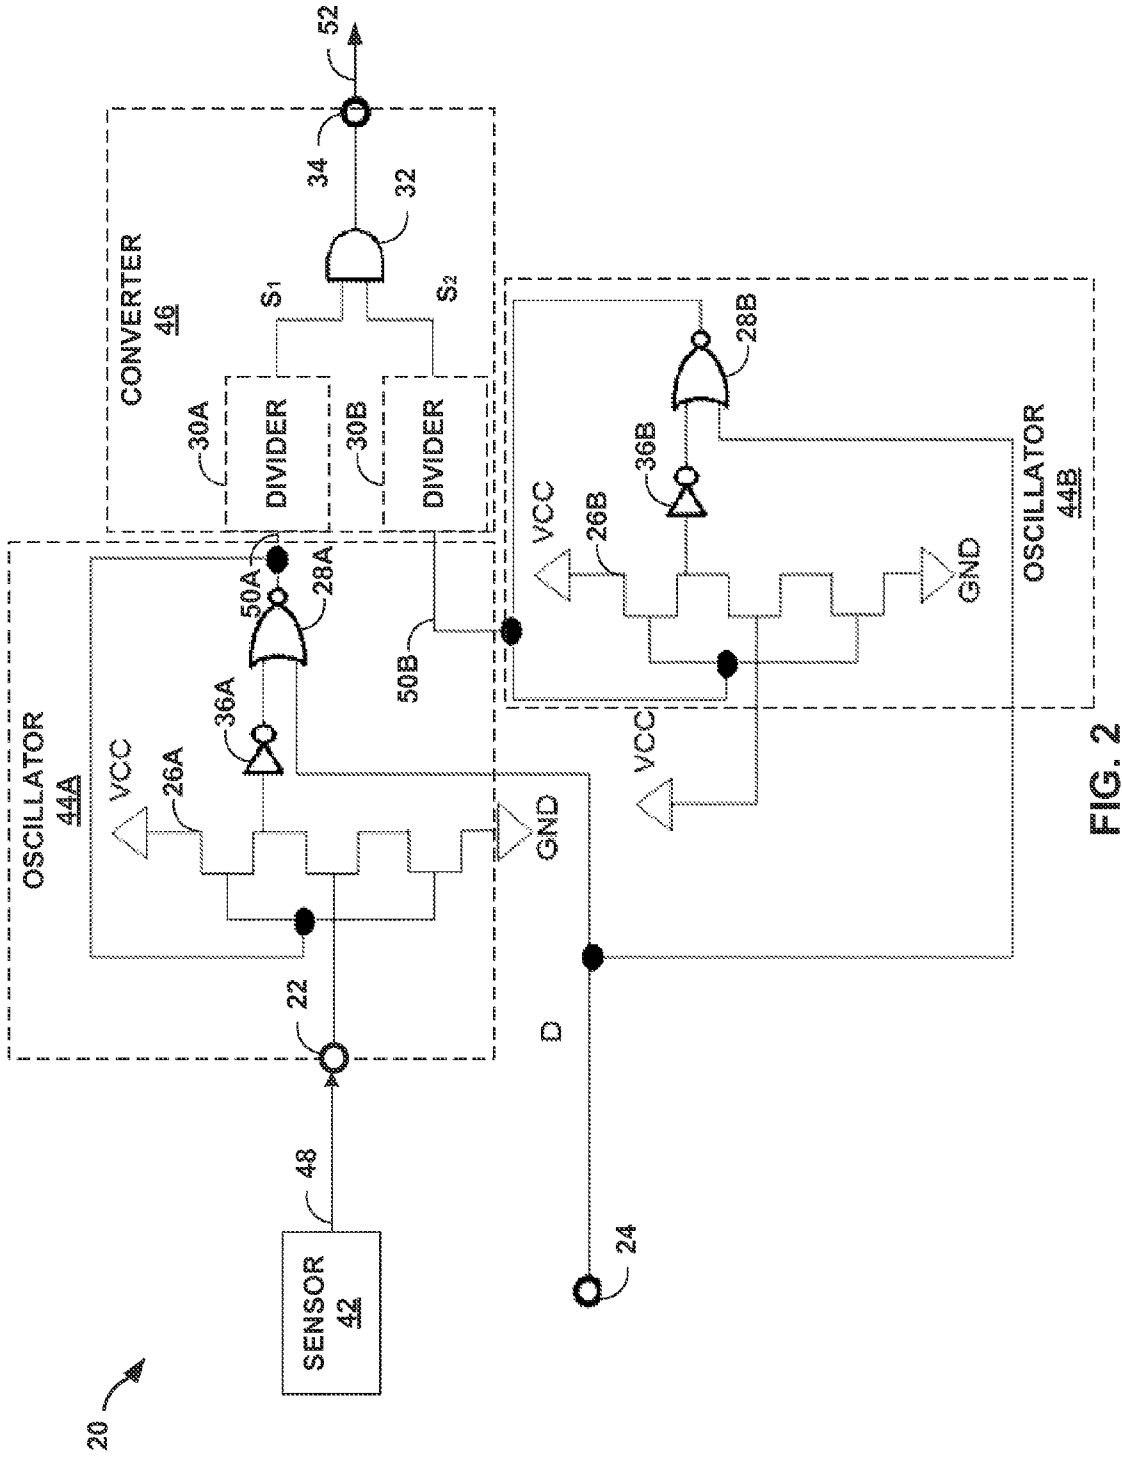 20
SENSOR
42
48
22
24
D
OSCILLATOR
44A
VCC
26A
36A
28A
50A
GND
50B
CONVERTER
46
30A
DIVIDER
30B
DIVIDER
S1
S2
32
34
52
VCC
VCC
26B
36B
28B
GND
OSCILLATOR
44B
FIG. 2